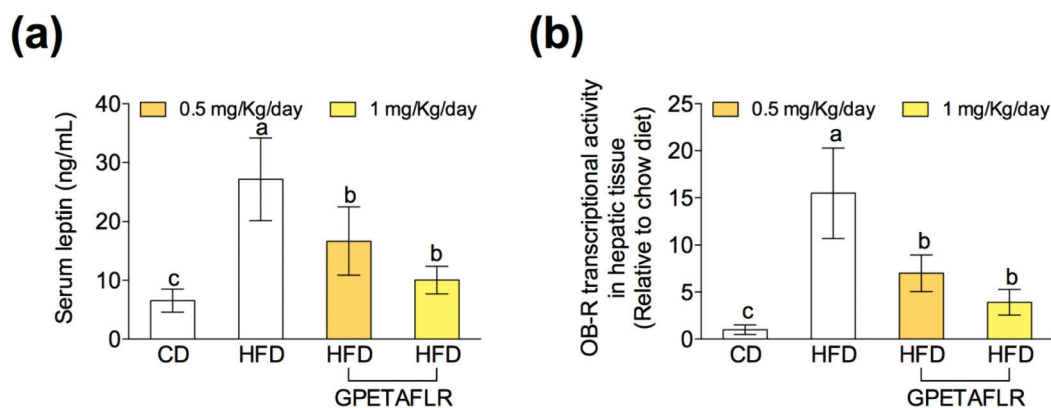 (a)
Serum leptin (ng/mL)
40
30
20
10
0
0.5 mg/Kg/day
1 mg/Kg/day
c
a
b
b
CD
HFD
HFD
HFD
GPETAFLR
(b)
OB-R transcriptional activity
in hepatic tissue
(Relative to chow diet)
25
20
15
10
5
0
0.5 mg/Kg/day
1 mg/Kg/day
c
a
b
b
CD
HFD
HFD
HFD
GPETAFLR